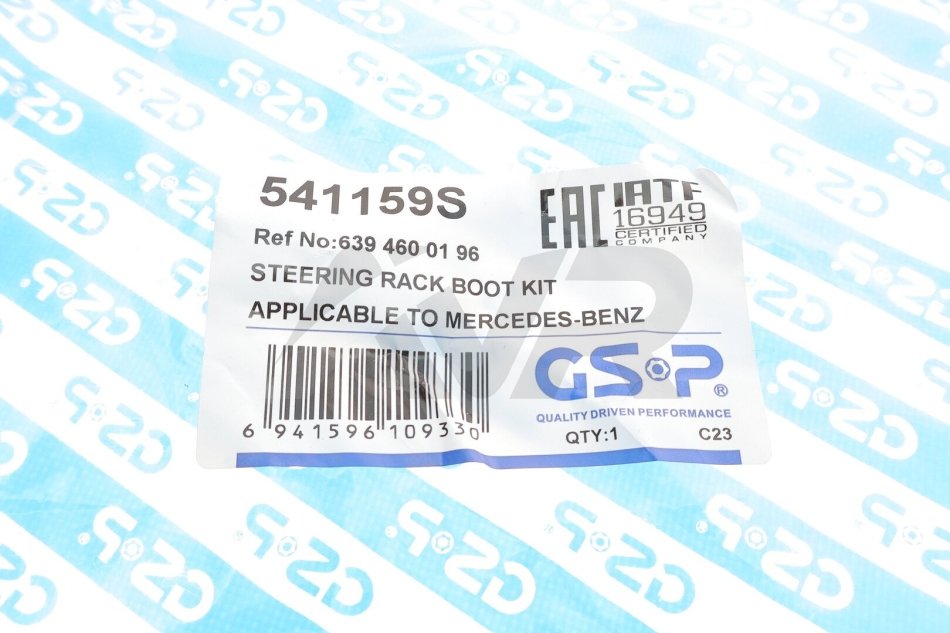 541159S
EAC
IATF
16949
CERTIFIED
COMPANY
Ref No:639 460 01 96
STEERING RACK BOOT KIT
APPLICABLE TO MERCEDES-BENZ
6 941596 109330
GSP®
QUALITY DRIVEN PERFORMANCE
QTY:1 C23